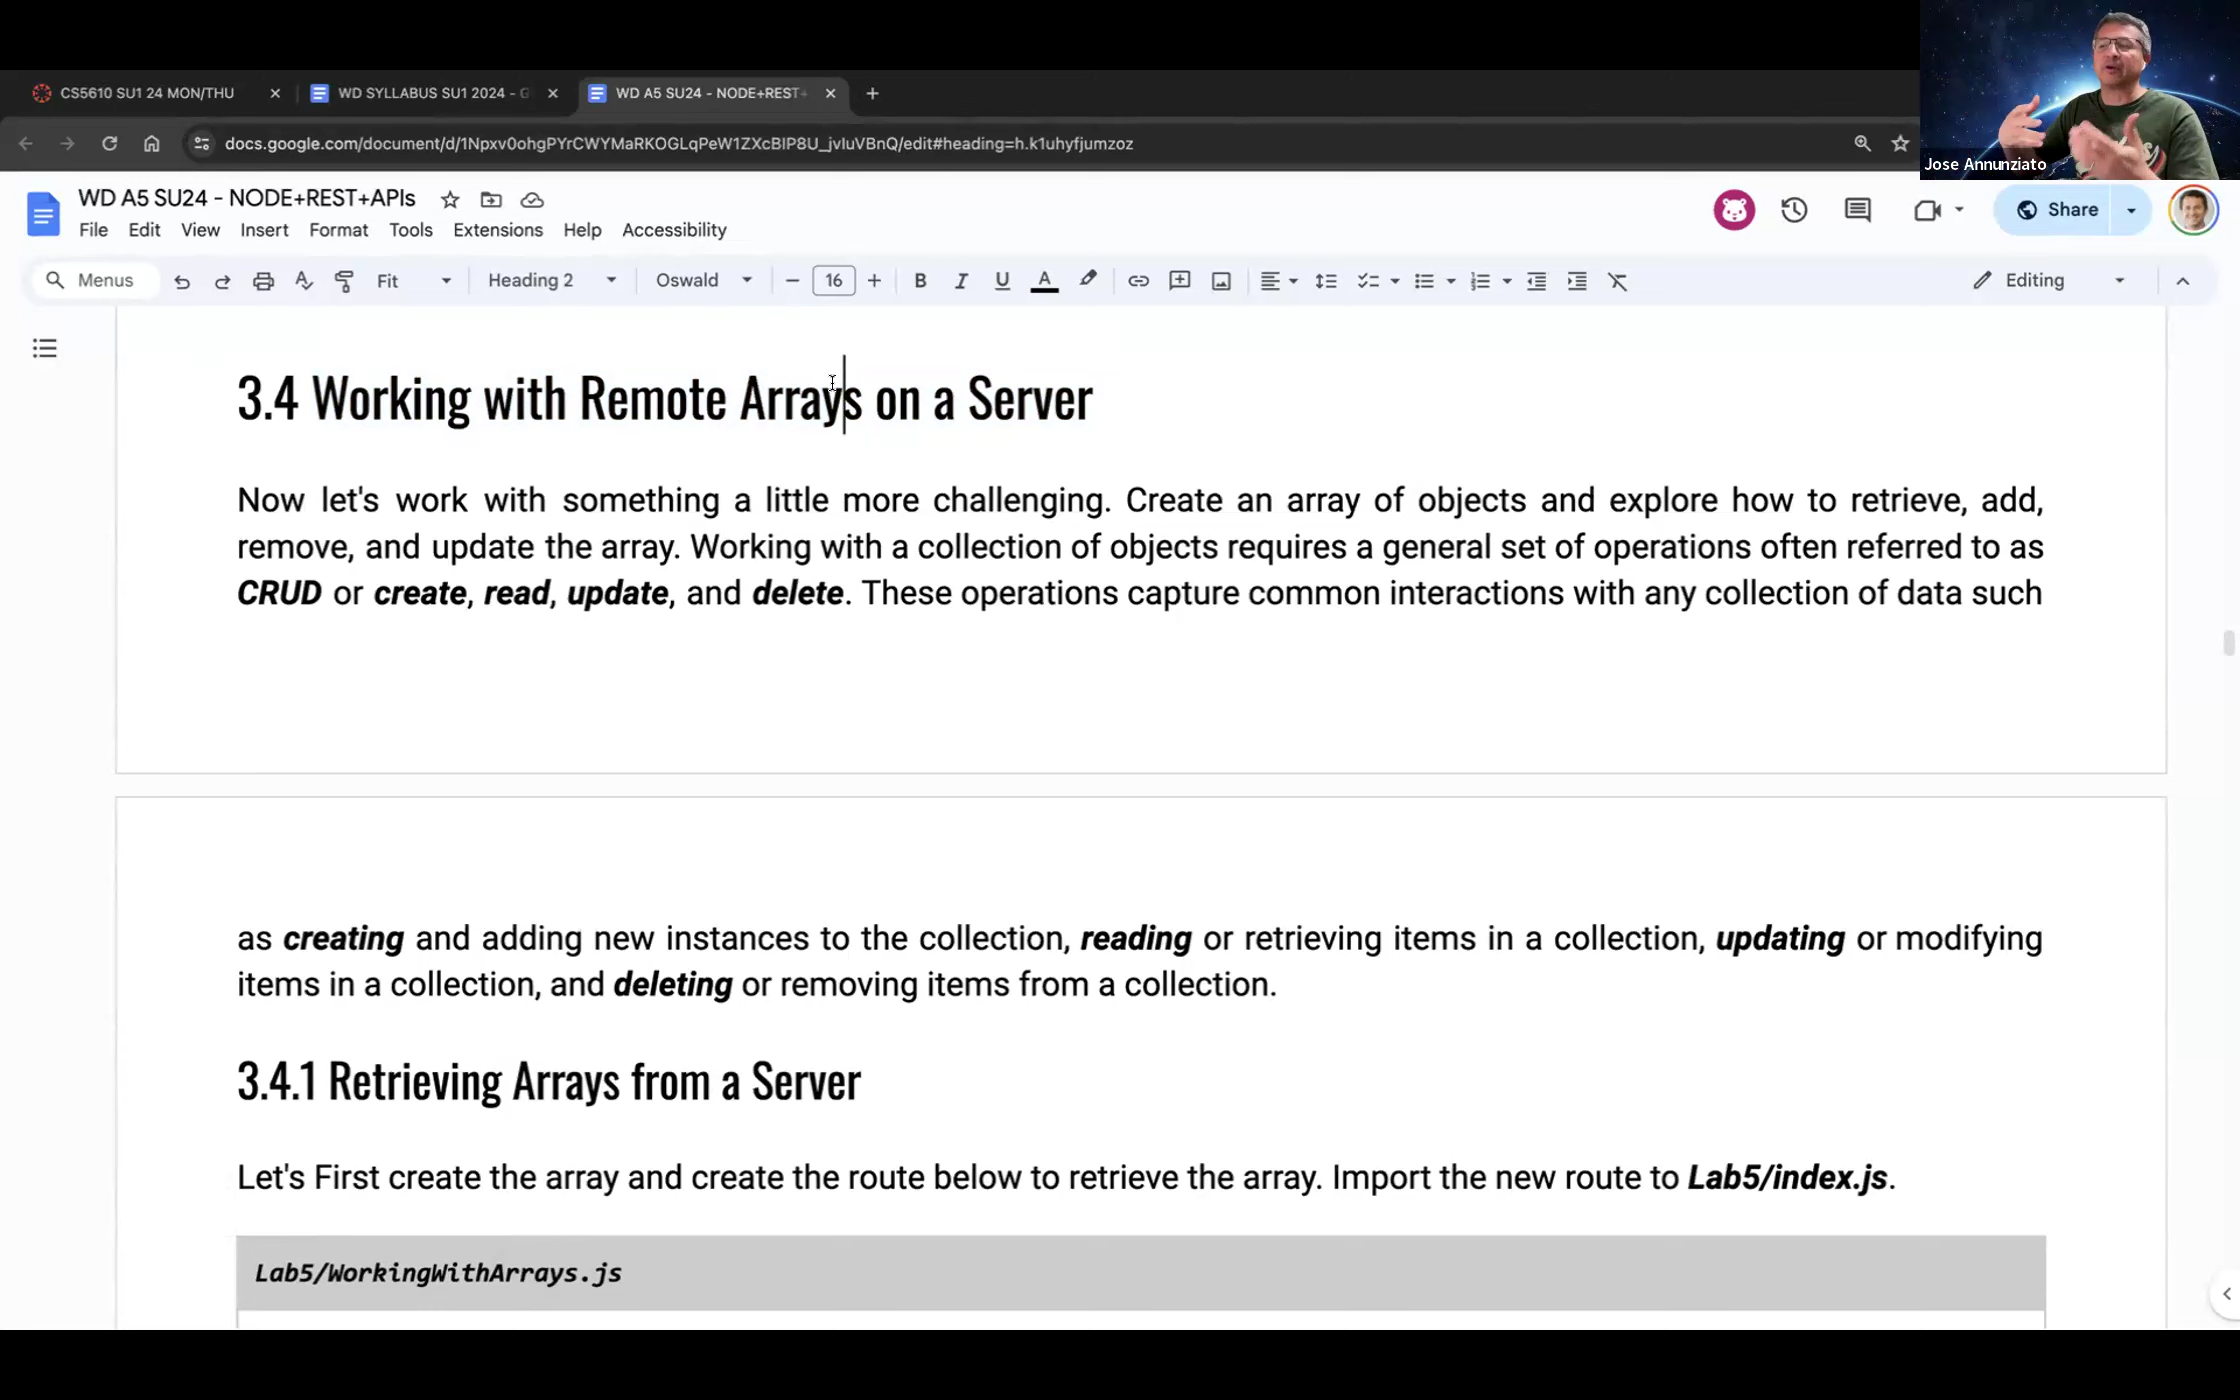 CS5610 SU1 24 MON/THU
WD SYLLABUS SU1 2024 - G
WD A5 SU24 - NODE+REST+
docs.google.com/document/d/1Npxv0ohgPYrCWYMaRKOGLqPeW1ZXcBIP8U_jvIuVBnQ/edit#heading=h.k1uhyfjumzoz
Jose Annunziato
WD A5 SU24 - NODE+REST+APIs
File Edit View Insert Format Tools Extensions Help Accessibility
Share
Menus Fit Heading 2 Oswald 16 B I U A Editing
3.4 Working with Remote Arrays on a Server
Now let's work with something a little more challenging. Create an array of objects and explore how to retrieve, add,
remove, and update the array. Working with a collection of objects requires a general set of operations often referred to as
CRUD or create, read, update, and delete. These operations capture common interactions with any collection of data such
as creating and adding new instances to the collection, reading or retrieving items in a collection, updating or modifying
items in a collection, and deleting or removing items from a collection.
3.4.1 Retrieving Arrays from a Server
Let's First create the array and create the route below to retrieve the array. Import the new route to Lab5/index.js.
Lab5/WorkingWithArrays.js